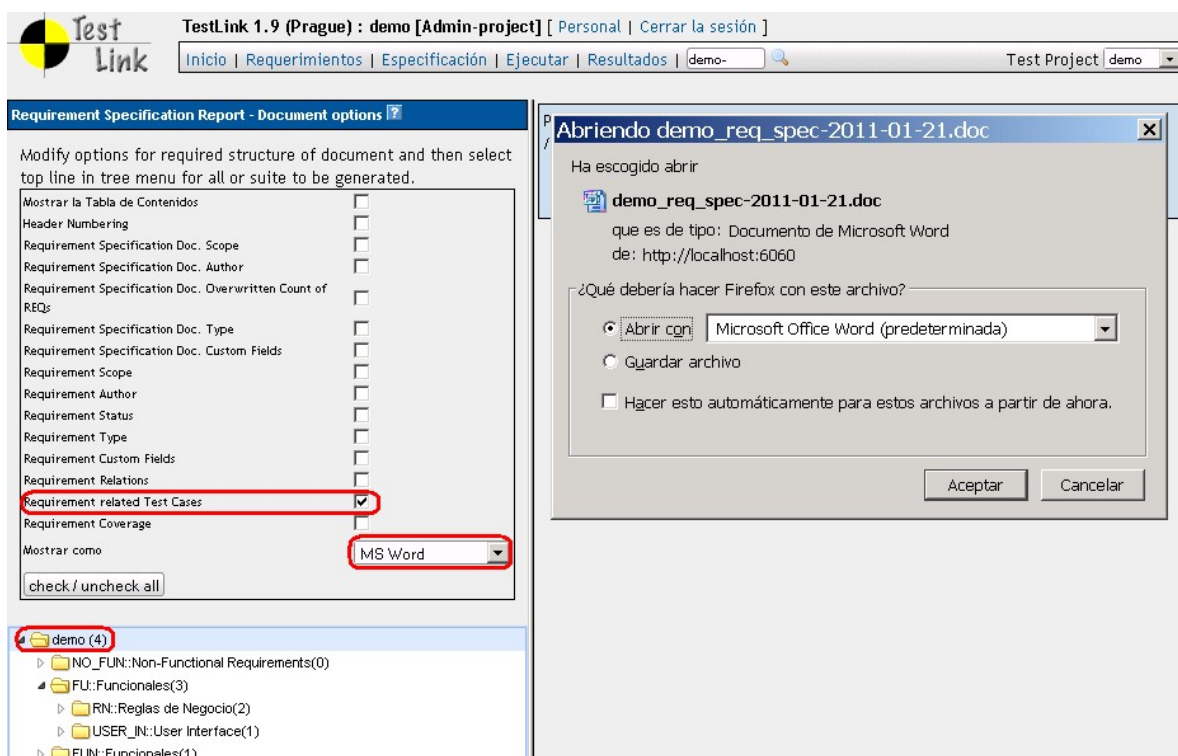 Test
Link
TestLink 1.9 (Prague) : demo [Admin-project] [ Personal | Cerrar la sesión ]
Inicio | Requerimientos | Especificación | Ejecutar | Resultados | demo-
Test Project demo
Requirement Specification Report - Document options ?
Modify options for required structure of document and then select
top line in tree menu for all or suite to be generated.
Mostrar la Tabla de Contenidos
Header Numbering
Requirement Specification Doc. Scope
Requirement Specification Doc. Author
Requirement Specification Doc. Overwritten Count of
REQs
Requirement Specification Doc. Type
Requirement Specification Doc. Custom Fields
Requirement Scope
Requirement Author
Requirement Status
Requirement Type
Requirement Custom Fields
Requirement Relations
Requirement related Test Cases
Requirement Coverage
Mostrar como MS Word
check / uncheck all
demo (4)
NO_FUN::Non-Functional Requirements(0)
FU::Funcionales(3)
RN::Reglas de Negocio(2)
USER_IN::User Interface(1)
FUN::Funcionales(1)
Abriendo demo_req_spec-2011-01-21.doc
Ha escogido abrir
demo_req_spec-2011-01-21.doc
que es de tipo: Documento de Microsoft Word
de: http://localhost:6060
¿Qué debería hacer Firefox con este archivo?
Abrir con Microsoft Office Word (predeterminada)
Guardar archivo
Hacer esto automáticamente para estos archivos a partir de ahora.
Aceptar Cancelar